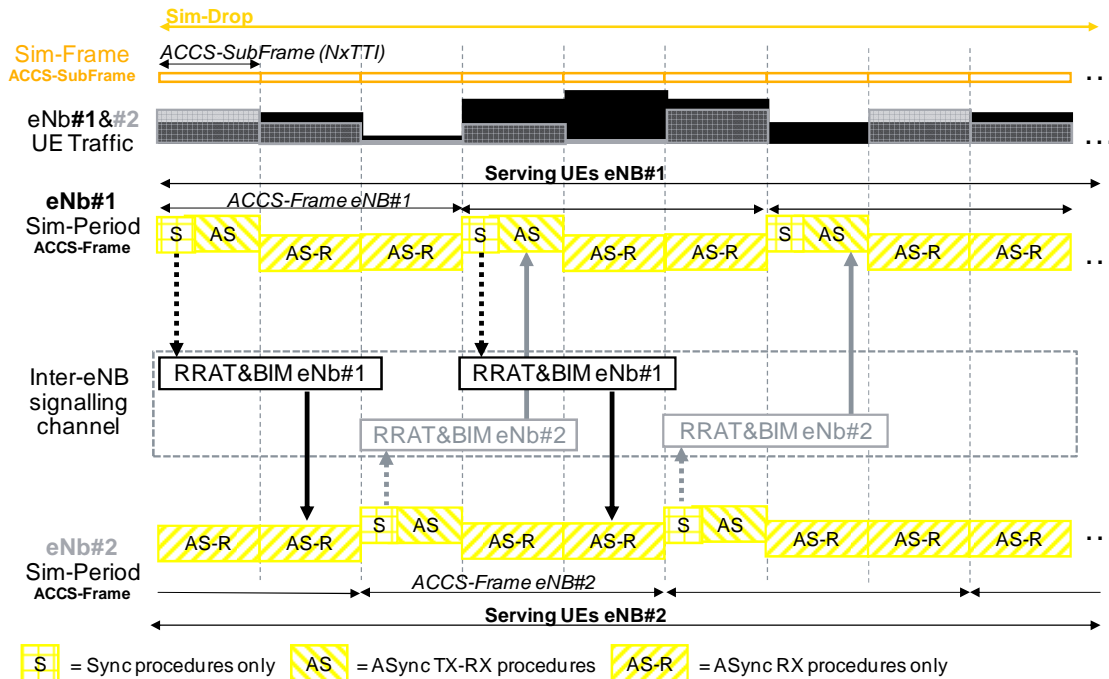 Sim-Drop
ACCS-SubFrame (NxTTI)
Sim-Frame
ACCS-SubFrame
. .
eNb#1&#2
UE Traffic
...
Serving UEs eNB#1
eNb#1
Sim-Period
ACCS-Frame
ACCS-Frame eNB#1
S AS S AS S AS
AS-R AS-R AS-R AS-R AS-R AS-R
. .
RRAT&BIM eNb#1 RRAT&BIM eNb#1
Inter-eNB
signalling
channel
RRAT&BIM eNb#2 RRAT&BIM eNb#2
S AS S AS
AS-R AS-R AS-R AS-R AS-R AS-R AS-R
. .
eNb#2
Sim-Period
ACCS-Frame
ACCS-Frame eNB#2
Serving UEs eNB#2
S = Sync procedures only AS = ASync TX-RX procedures AS-R = ASync RX procedures only